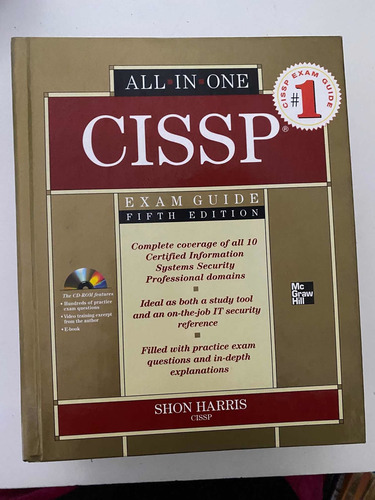 ALL·IN·ONE
CISSP EXAM GUIDE
#1
CISSP®
EXAM GUIDE
FIFTH EDITION
Complete coverage of all 10
Certified Information
Systems Security
Professional domains
The CD-ROM features
• Hundreds of practice
exam questions
• Video training excerpt
from the author
• E-book
Ideal as both a study tool
and an on-the-job IT security
reference
Mc
Graw
Hill
Filled with practice exam
questions and in-depth
explanations
SHON HARRIS
CISSP